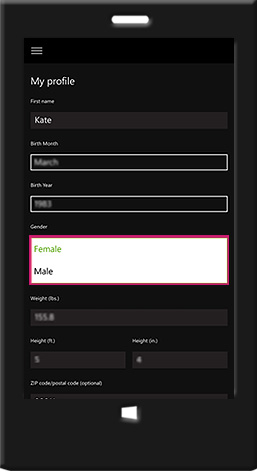 My profile
First name
Kate
Birth Month
March
Birth Year
1983
Gender
Female
Male
Weight (lbs.)
155.8
Height (ft.) Height (in.)
5 4
ZIP code/postal code (optional)